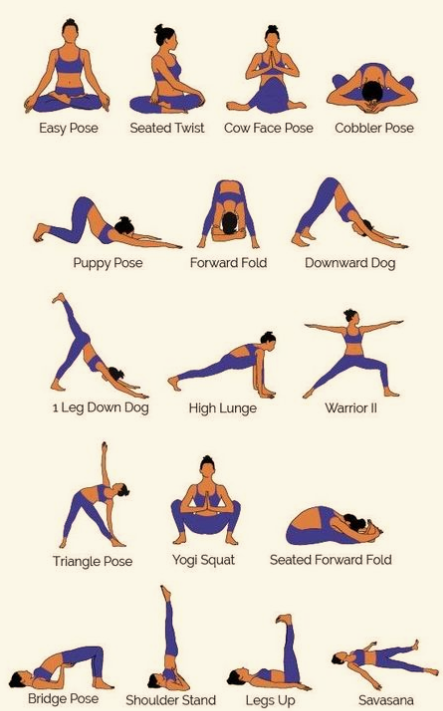 Easy Pose
Seated Twist
Cow Face Pose
Cobbler Pose
Puppy Pose
Forward Fold
Downward Dog
1 Leg Down Dog
High Lunge
Warrior II
Triangle Pose
Yogi Squat
Seated Forward Fold
Bridge Pose
Shoulder Stand
Legs Up
Savasana